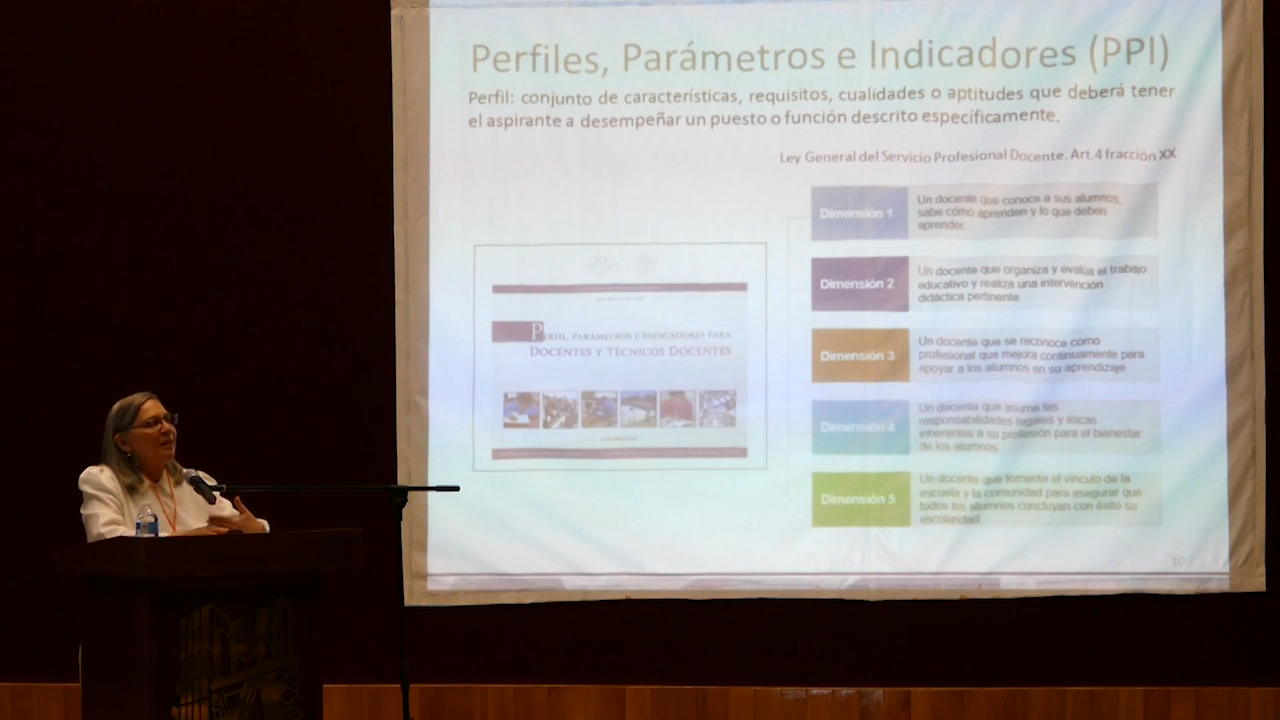 Perfiles, Parámetros e Indicadores (PPI)
Perfil: conjunto de características, requisitos, cualidades o aptitudes que deberá tener
el aspirante a desempeñar un puesto o función descrito específicamente.
Ley General del Servicio Profesional Docente. Art.4 fracción XX
PERFIL, PARÁMETROS E INDICADORES PARA
DOCENTES Y TÉCNICOS DOCENTES
Dimensión 1
Un docente que conoce a sus alumnos,
sabe cómo aprenden y lo que deben
aprender.
Dimensión 2
Un docente que organiza y evalúa el trabajo
educativo y realiza una intervención
didáctica pertinente.
Dimensión 3
Un docente que se reconoce como
profesional que mejora continuamente para
apoyar a los alumnos en su aprendizaje.
Dimensión 4
Un docente que asume las
responsabilidades legales y éticas
inherentes a su profesión para el bienestar
de los alumnos.
Dimensión 5
Un docente que fomenta el vínculo de la
escuela y la comunidad para asegurar que
todos los alumnos concluyan con éxito su
escolaridad.
10